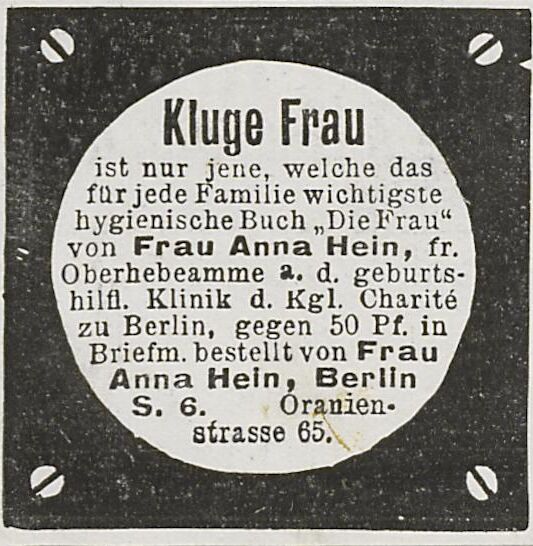 Kluge Frau
ist nur jene, welche das
für jede Familie wichtigste
hygienische Buch „Die Frau“
von Frau Anna Hein, fr.
Oberhebeamme a. d. geburts-
hilfl. Klinik d. Kgl. Charité
zu Berlin, gegen 50 Pf. in
Briefm. bestellt von Frau
Anna Hein, Berlin
S. 6. Oranien-
strasse 65.